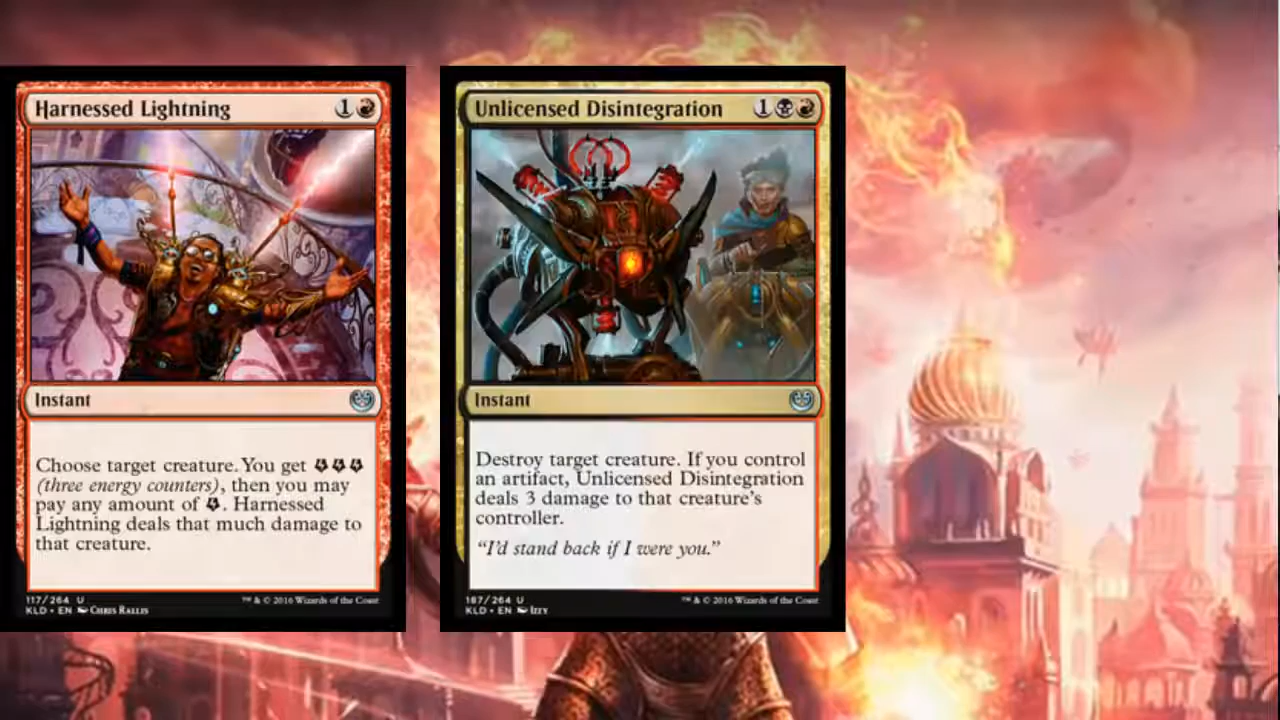 Harnessed Lightning 1
Instant
Choose target creature. You get
(three energy counters), then you may
pay any amount of . Harnessed
Lightning deals that much damage to
that creature.
117/264 U
KLD • EN CHRIS RALLIS
™ & © 2016 Wizards of the Coast
Unlicensed Disintegration 1
Instant
Destroy target creature. If you control
an artifact, Unlicensed Disintegration
deals 3 damage to that creature's
controller.
"I'd stand back if I were you."
187/264 U
KLD • EN IZZY
™ & © 2016 Wizards of the Coast